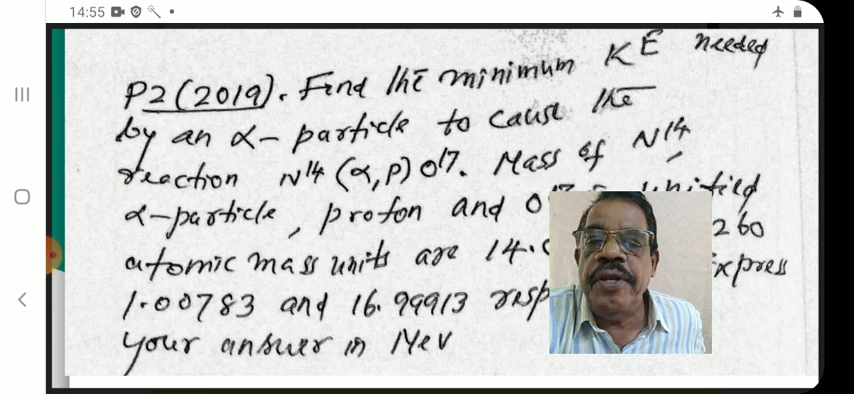 14:55
P2 (2019). Find the minimum KE needed
by an α-particle to cause the
reaction N14 (α, P) O17. Mass of N14
α-particle, proton and unified
atomic mass units are 14. 260
1.00783 and 16.99913 Express
your answer in MeV